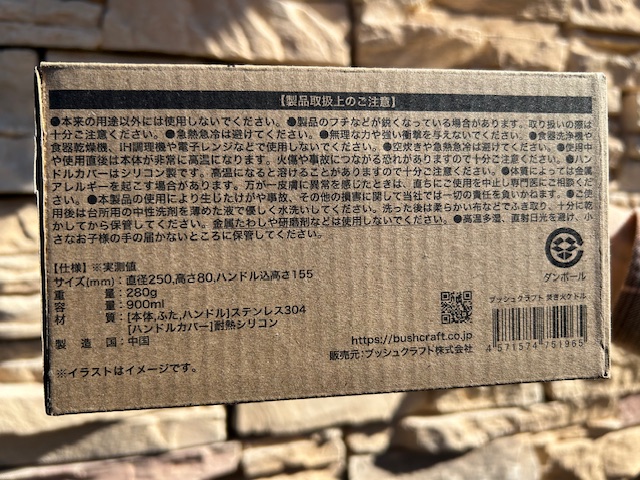 【製品取扱上のご注意】
●本来の用途以外には使用しないでください。●製品のフチなどが鋭くなっている場合があります。取り扱いの際は
十分ご注意ください。●急熱急冷は避けてください。●無理な力や強い衝撃を与えないでください。●食器洗浄機や
食器乾燥機、IH調理機や電子レンジなどで使用しないでください。●空炊きや急熱急冷は避けてください。●使用中
や使用直後は本体が非常に高温になります。火傷や事故につながる恐れがありますので十分ご注意ください。●ハン
ドルカバーはシリコン製です。高温になると溶けることがありますので十分ご注意ください。●体質によっては金属
アレルギーを起こす場合があります。万が一皮膚に異常を感じたときは、直ちにご使用を中止し専門医にご相談くだ
さい。●本製品の使用により生じたけがや事故、その他の損害に関して当社では一切の責任を負いかねます。●ご使
用後は台所用の中性洗剤を薄めた液で優しく水洗いしてください。洗った後は柔らかい布などでふき取り、十分に乾
かしてから保管してください。金属たわしや研磨剤などは使用しないでください。●高温多湿、直射日光を避け、小
さなお子様の手の届かないところに保管してください。
【仕様】※実測値
サイズ(mm)：直径250,高さ80,ハンドル込高さ155
重　量：280g
容　量：900ml
材　質：[本体,ふた,ハンドル]ステンレス304
[ハンドルカバー]耐熱シリコン
製造国：中国
※イラストはイメージです。
ダンボール
https://bushcraft.co.jp
販売元：ブッシュクラフト株式会社
ブッシュクラフト 焚き火ケトル
4 571574 751965